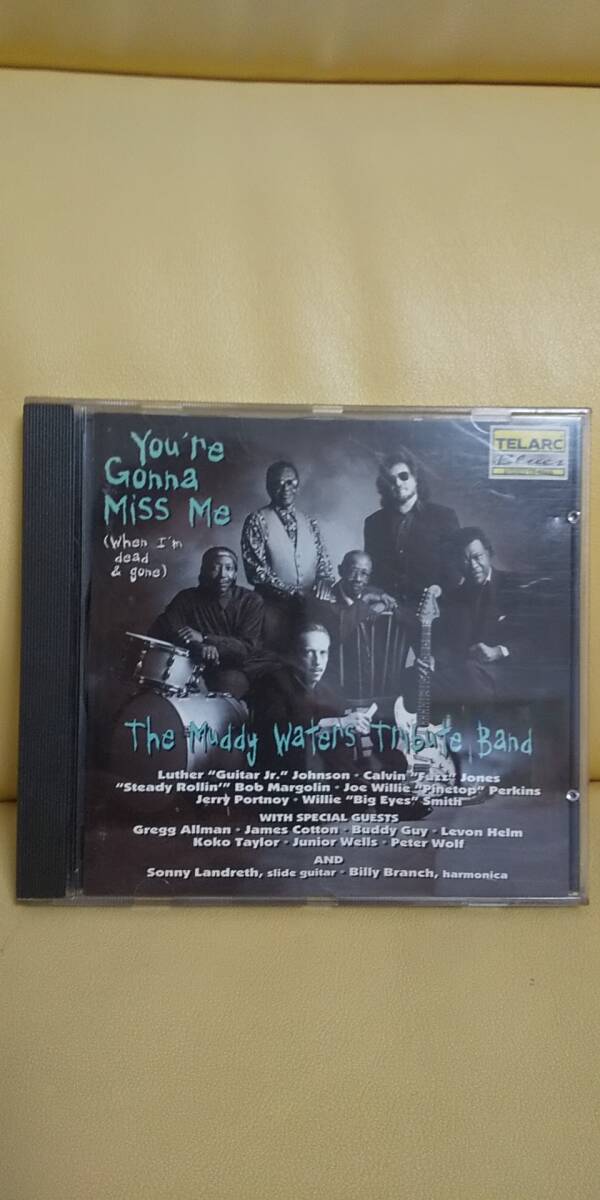 You're
Gonna
Miss Me
(When I'm
dead
& gone)
TELARC
Blues
The Muddy Waters Tribute Band
Luther "Guitar Jr." Johnson • Calvin "Fuzz" Jones
"Steady Rollin'" Bob Margolin • Joe Willie "Pinetop" Perkins
Jerry Portnoy • Willie "Big Eyes" Smith
WITH SPECIAL GUESTS
Gregg Allman • James Cotton • Buddy Guy • Levon Helm
Koko Taylor • Junior Wells • Peter Wolf
AND
Sonny Landreth, slide guitar • Billy Branch, harmonica